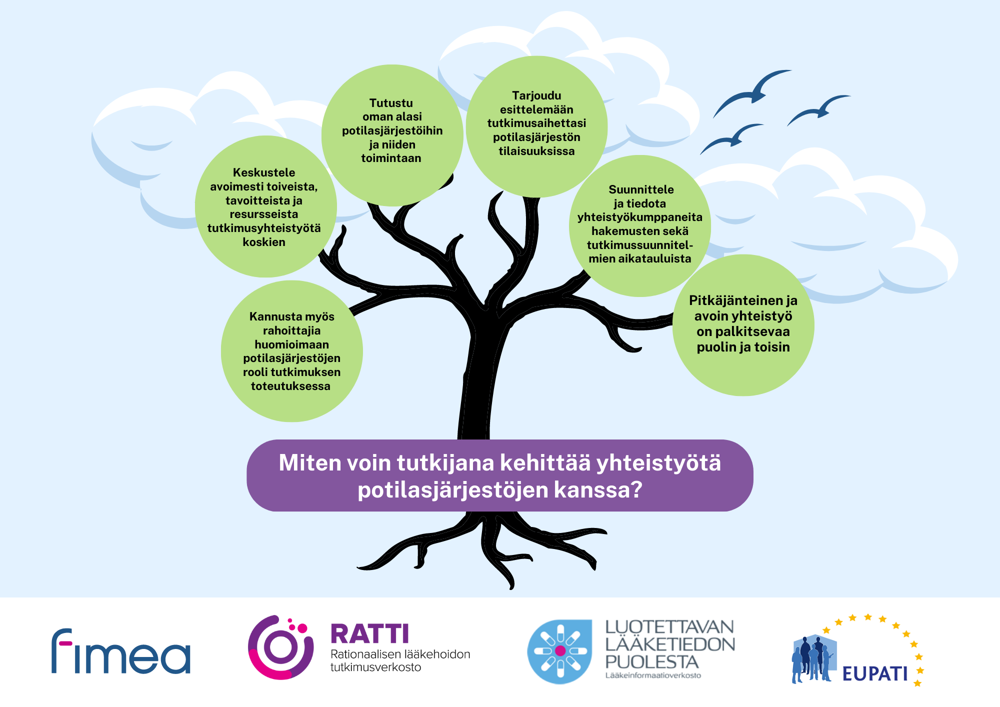 Tutustu
oman alasi
potilasjärjestöihin
ja niiden
toimintaan
Tarjoudu
esittelemään
tutkimusaihettasi
potilasjärjestön
tilaisuuksissa
Keskustele
avoimesti toiveista,
tavoitteista ja
resursseista
tutkimusyhteistyötä
koskien
Suunnittele
ja tiedota
yhteistyökumppaneita
hakemusten sekä
tutkimussuunnitel-
mien aikatauluista
Kannusta myös
rahoittajia
huomioimaan
potilasjärjestöjen
rooli tutkimuksen
toteutuksessa
Pitkäjänteinen ja
avoin yhteistyö
on palkitsevaa
puolin ja toisin
Miten voin tutkijana kehittää yhteistyötä
potilasjärjestöjen kanssa?
fimea
RATTI
Rationaalisen lääkehoidon
tutkimusverkosto
LUOTETTAVAN
LÄÄKETIEDON
PUOLESTA
Lääkeinformaatioverkosto
EUPATI